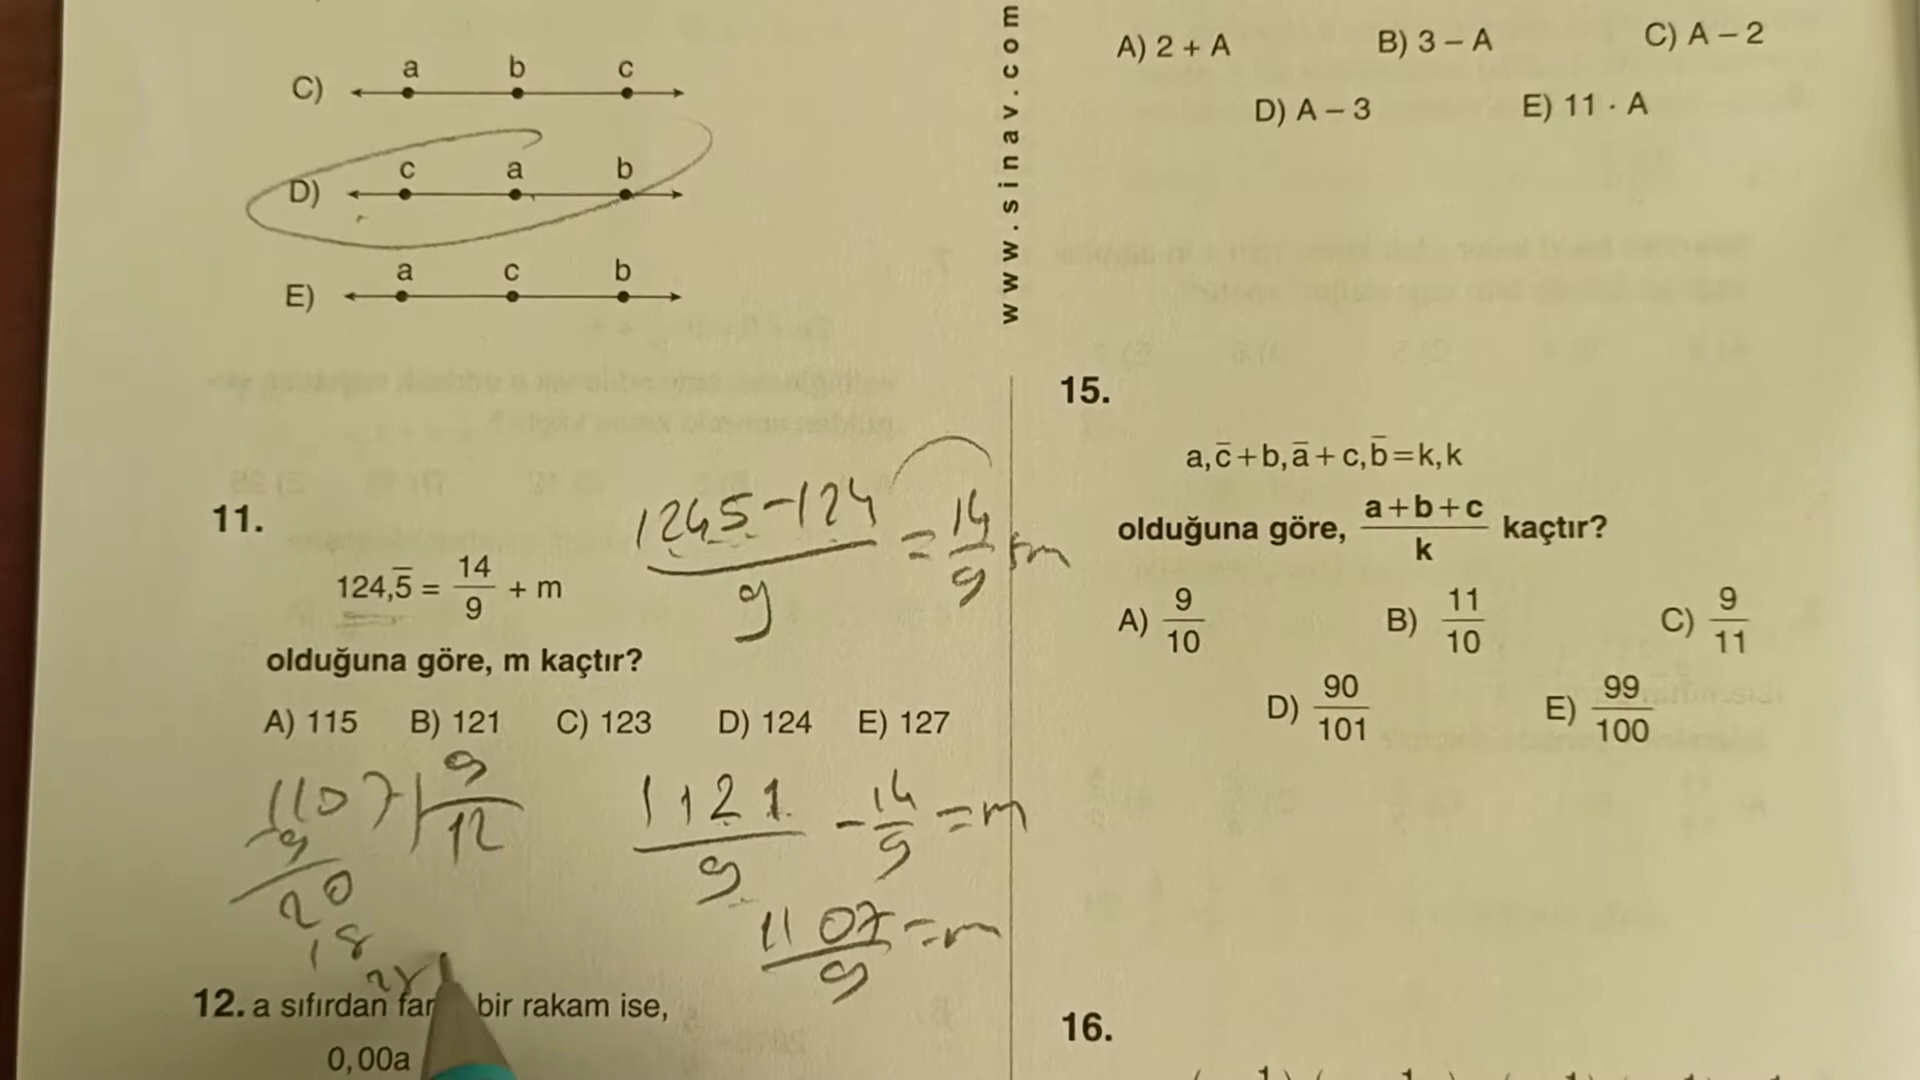 C) a b c
D) c a b
E) a c b
11.
124,5̅ = 14/9 + m
olduğuna göre, m kaçtır?
A) 115 B) 121 C) 123 D) 124 E) 127
1245-124/9 = 14/9 +m
1121/9 - 14/9 = m
1107/9 = m
1107 | 9
12
-9
20
18
12. a sıfırdan bir rakam ise,
0,00a
www.sinav.com
A) 2 + A B) 3 – A C) A – 2
D) A – 3 E) 11 · A
15.
a,c̅+b,a̅+c,b̅=k,k
olduğuna göre, a+b+c/k kaçtır?
A) 9/10 B) 11/10 C) 9/11
D) 90/101 E) 99/100
16.